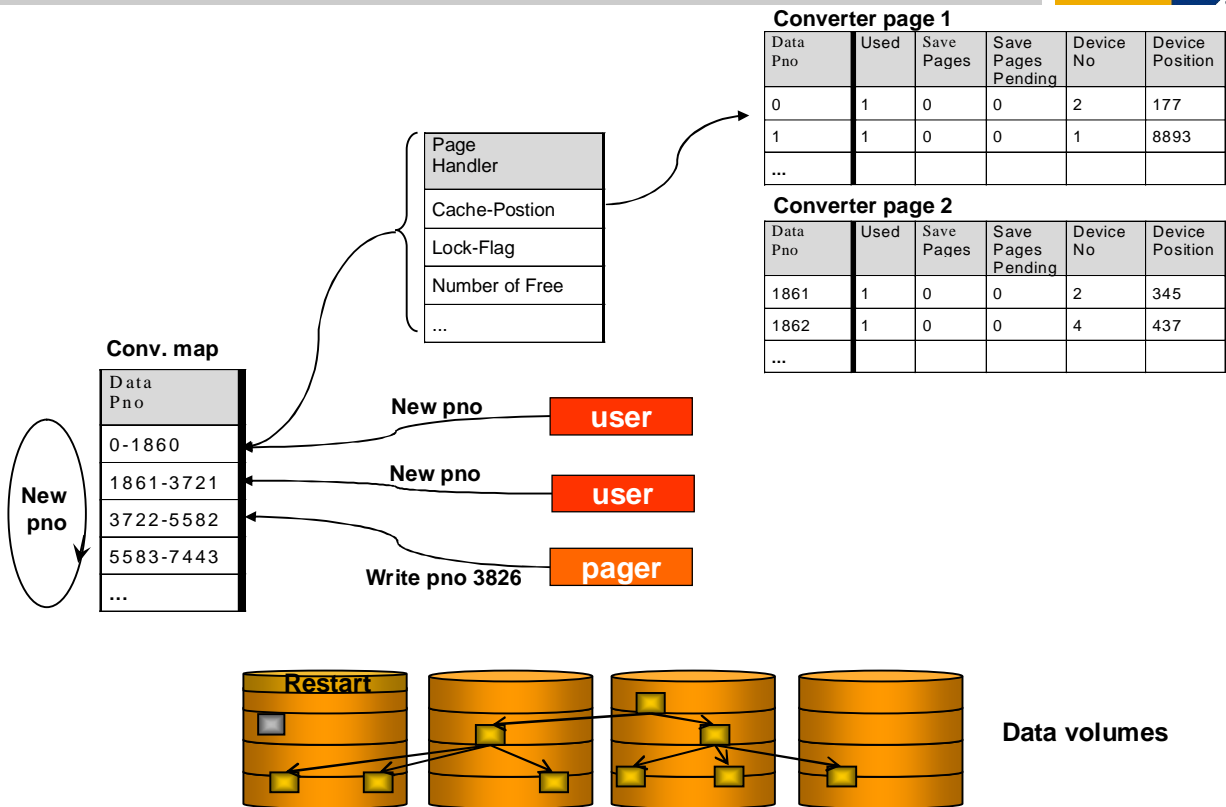 Converter page 1
Data Pno Used Save Pages Save Pages Pending Device No Device Position
0 1 0 0 2 177
1 1 0 0 1 8893
...
Converter page 2
Data Pno Used Save Pages Save Pages Pending Device No Device Position
1861 1 0 0 2 345
1862 1 0 0 4 437
...
Page
Handler
Cache-Postion
Lock-Flag
Number of Free
...
Conv. map
Data
Pno
0-1860
1861-3721
3722-5582
5583-7443
...
New
pno
New pno
user
New pno
user
Write pno 3826
pager
Restart
Data volumes